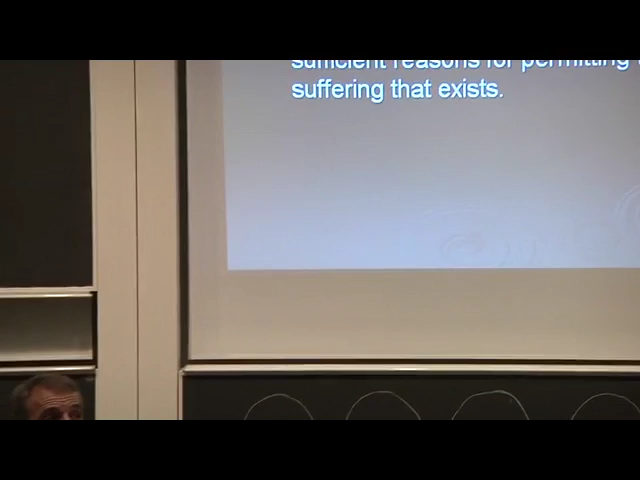 sufficient reasons for permitting
suffering that exists.